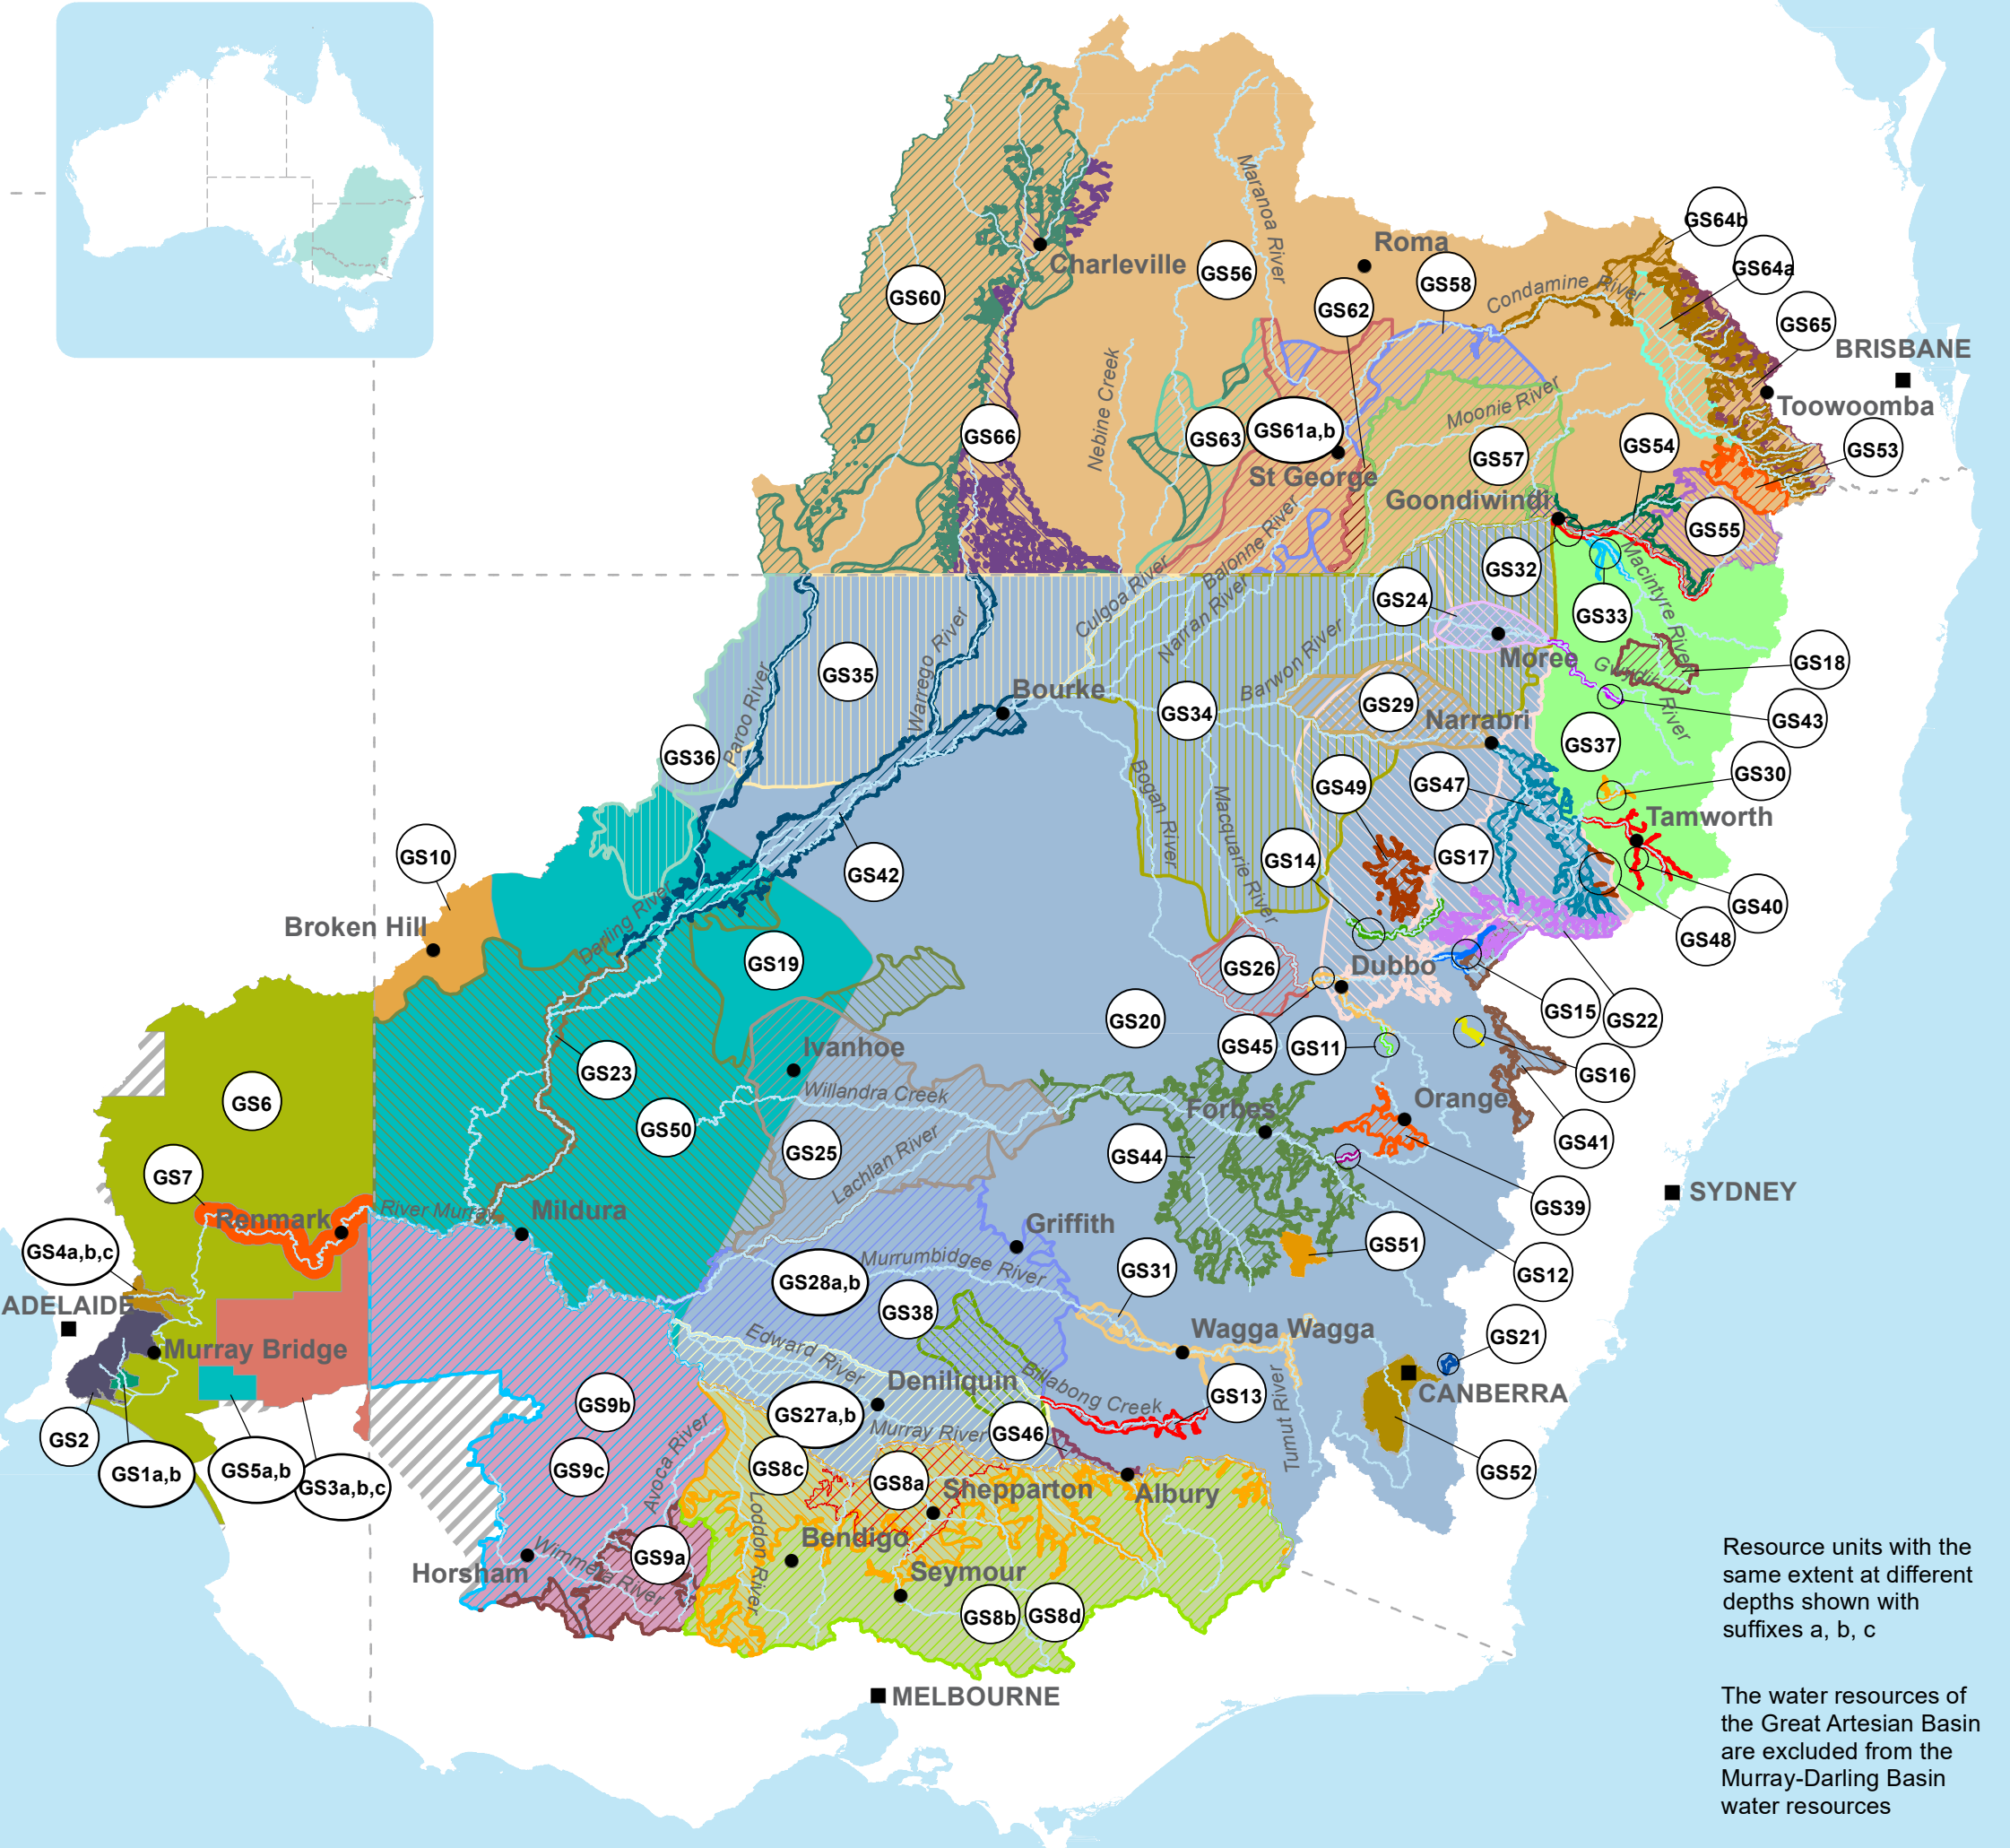 GS64b
Maranoa River
Roma
GS64a
Charleville
GS56
GS58
Condamine River
GS60
GS62
GS65
BRISBANE
Nebine Creek
Moonie River
Toowoomba
GS66
GS63
GS61a,b
GS57
GS54
GS53
St George
Goondiwindi
GS55
Balonne River
Culgoa River
Narran River
GS32
Macintyre River
GS24
GS33
Barwon River
Moree
GS18
Gwydir River
GS35
Warrego River
Paroo River
Bourke
GS34
GS29
Narrabri
GS43
GS36
GS37
GS30
Bogan River
Macquarie River
GS49
GS47
Tamworth
GS10
GS42
GS14
GS17
GS40
GS48
Broken Hill
Darling River
GS19
GS26
Dubbo
GS15
GS22
GS20
GS45
GS11
GS16
Ivanhoe
GS23
Willandra Creek
GS6
GS50
GS25
Forbes
Orange
GS41
GS44
Lachlan River
GS7
GS39
SYDNEY
River Murray
Renmark
Mildura
Griffith
GS4a,b,c
Murrumbidgee River
GS28a,b
GS31
GS51
GS12
ADELAIDE
GS38
Wagga Wagga
GS21
Murray Bridge
Edward River
Deniliquin
Billabong Creek
GS13
CANBERRA
GS2
GS9b
GS27a,b
Murray River
GS46
Tumut River
GS1a,b
GS5a,b
GS3a,b,c
GS9c
Avoca River
GS8c
GS8a
Shepparton
Albury
GS52
Loddon River
Bendigo
Horsham
Wimmera River
GS9a
Seymour
GS8b
GS8d
MELBOURNE
Resource units with the
same extent at different
depths shown with
suffixes a, b, c
The water resources of
the Great Artesian Basin
are excluded from the
Murray-Darling Basin
water resources